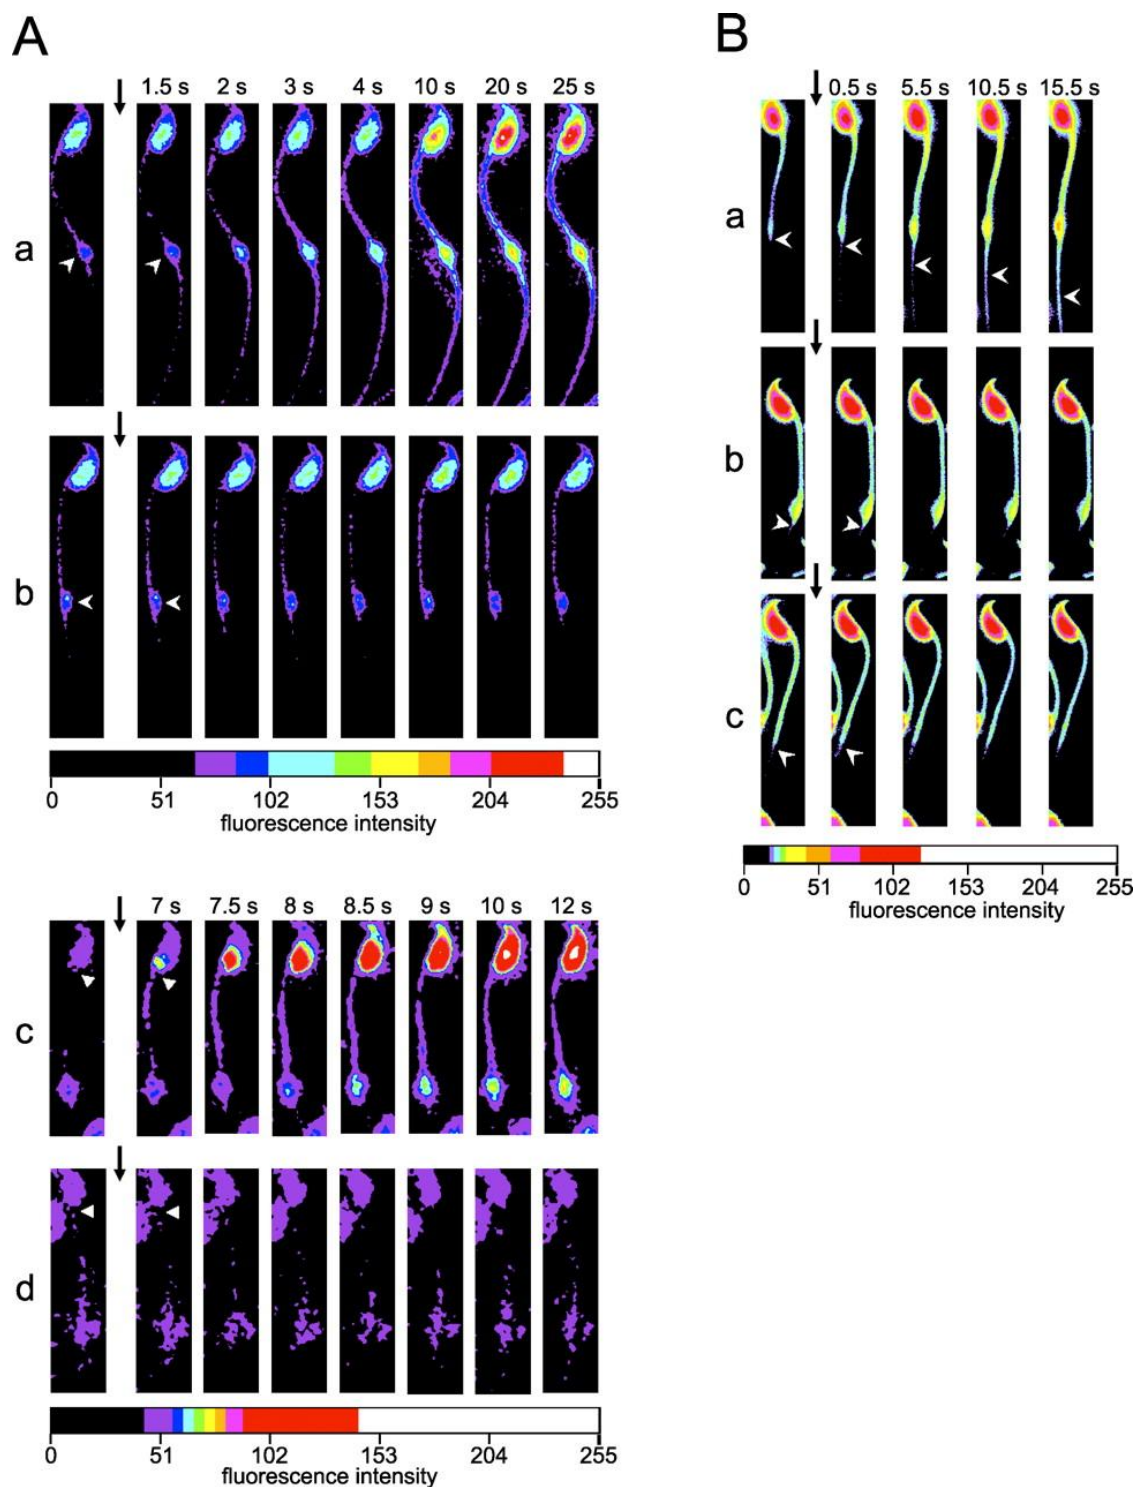 A
1.5 s 2 s 3 s 4 s 10 s 20 s 25 s
a
b
0 51 102 153 204 255
fluorescence intensity
7 s 7.5 s 8 s 8.5 s 9 s 10 s 12 s
c
d
0 51 102 153 204 255
fluorescence intensity
B
0.5 s 5.5 s 10.5 s 15.5 s
a
b
c
0 51 102 153 204 255
fluorescence intensity